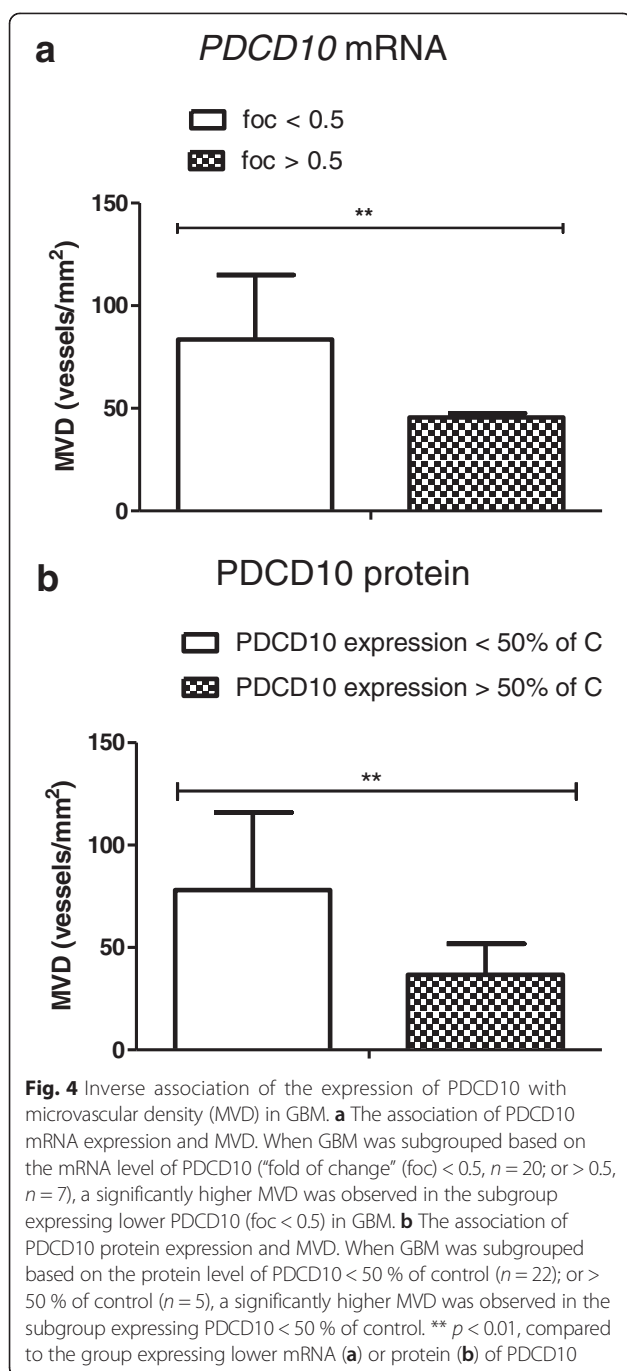 a
PDCD10 mRNA
foc < 0.5
foc > 0.5
150
100
50
0
MVD (vessels/mm²)
**
b
PDCD10 protein
PDCD10 expression < 50% of C
PDCD10 expression > 50% of C
150
100
50
0
MVD (vessels/mm²)
**
Fig. 4 Inverse association of the expression of PDCD10 with
microvascular density (MVD) in GBM. a The association of PDCD10
mRNA expression and MVD. When GBM was subgrouped based on
the mRNA level of PDCD10 (“fold of change” (foc) < 0.5, n = 20; or > 0.5,
n = 7), a significantly higher MVD was observed in the subgroup
expressing lower PDCD10 (foc < 0.5) in GBM. b The association of
PDCD10 protein expression and MVD. When GBM was subgrouped
based on the protein level of PDCD10 < 50 % of control (n = 22); or >
50 % of control (n = 5), a significantly higher MVD was observed in the
subgroup expressing PDCD10 < 50 % of control. ** p < 0.01, compared
to the group expressing lower mRNA (a) or protein (b) of PDCD10